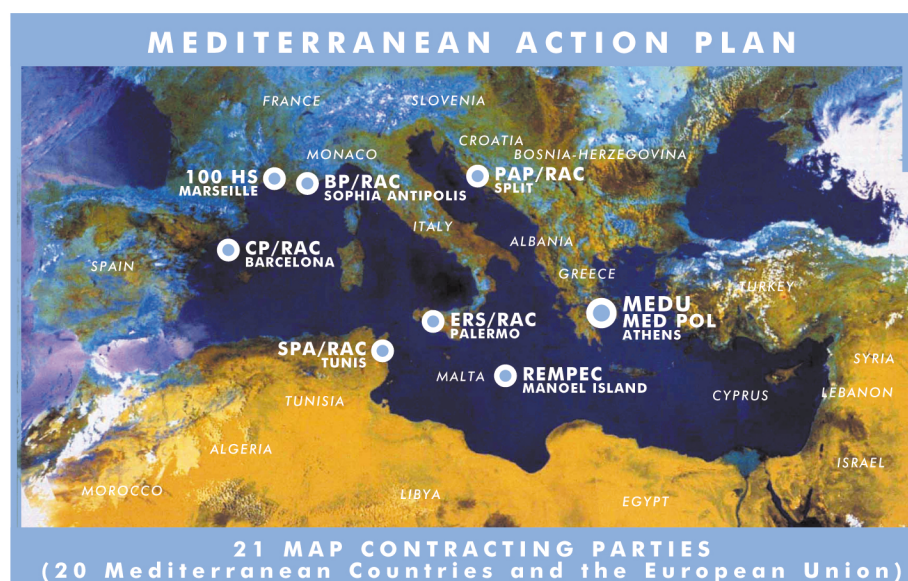 MEDITERRANEAN ACTION PLAN
FRANCE
SLOVENIA
CROATIA
BOSNIA-HERZEGOVINA
MONACO
100 HS
MARSEILLE
BP/RAC
SOPHIA ANTIPOLIS
PAP/RAC
SPLIT
ITALY
ALBANIA
CP/RAC
BARCELONA
SPAIN
GREECE
TURKEY
MEDU
MED POL
ATHENS
ERS/RAC
PALERMO
SPA/RAC
TUNIS
SYRIA
MALTA
REMPEC
MANOEL ISLAND
CYPRUS
LEBANON
TUNISIA
ALGERIA
ISRAEL
MOROCCO
LIBYA
EGYPT
21 MAP CONTRACTING PARTIES
(20 Mediterranean Countries and the European Union)